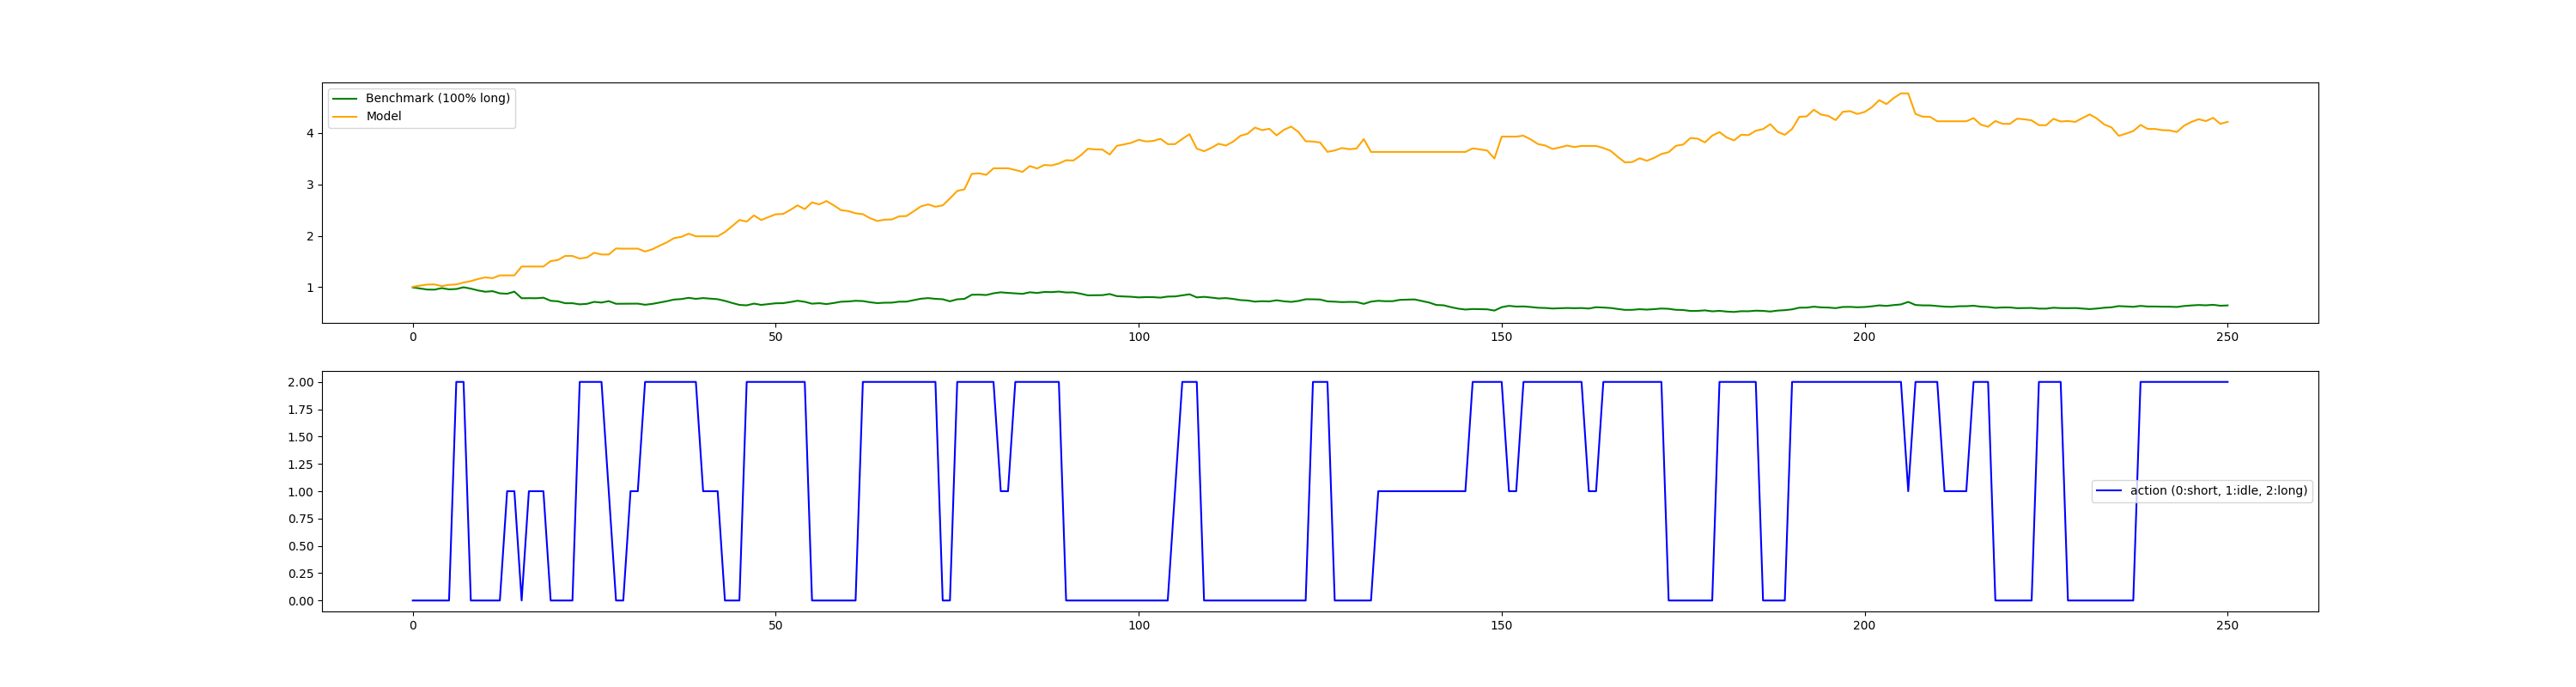 Benchmark (100% long)
Model
4
3
2
1
0 50 100 150 200 250
2.00
1.75
1.50
1.25
1.00
0.75
0.50
0.25
0.00
action (0:short, 1:idle, 2:long)
0 50 100 150 200 250